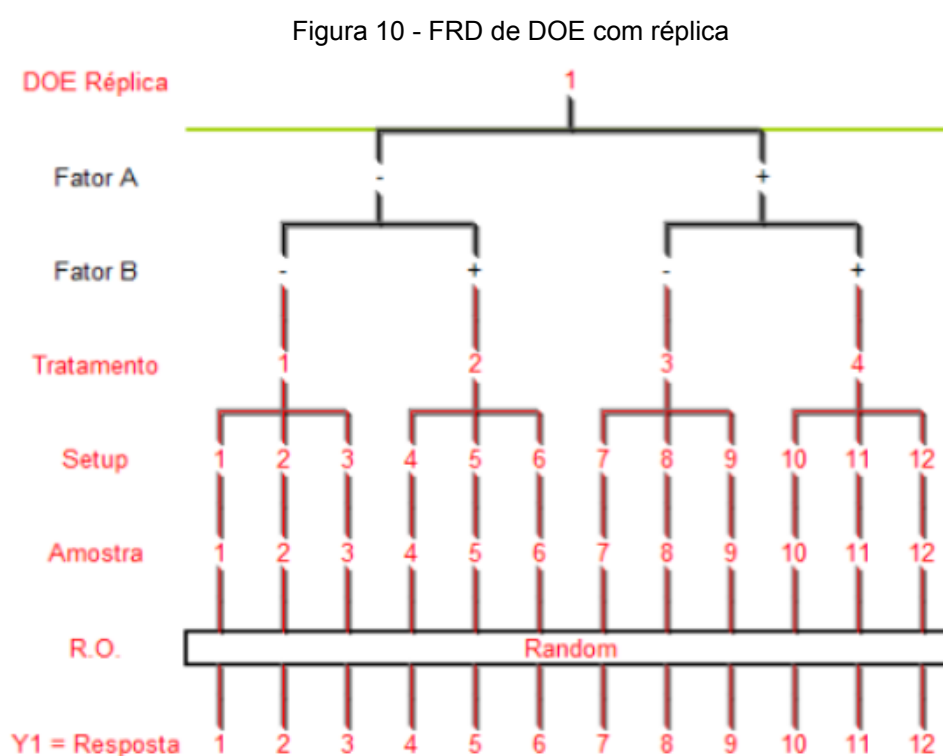 Figura 10 - FRD de DOE com réplica
DOE Réplica 1
Fator A - +
Fator B - + - +
Tratamento 1 2 3 4
Setup 1 2 3 4 5 6 7 8 9 10 11 12
Amostra 1 2 3 4 5 6 7 8 9 10 11 12
R.O. Random
Y1 = Resposta 1 2 3 4 5 6 7 8 9 10 11 12